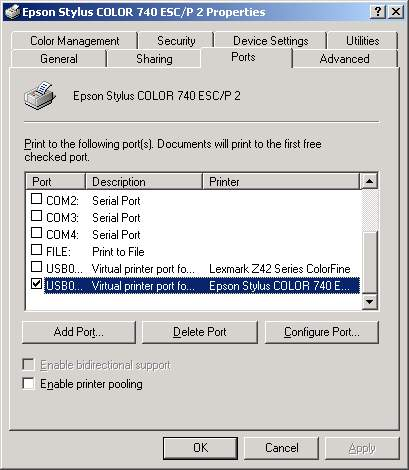 Epson Stylus COLOR 740 ESC/P 2 Properties
Color Management Security Device Settings Utilities
General Sharing Ports Advanced
Epson Stylus COLOR 740 ESC/P 2
Print to the following port(s). Documents will print to the first free
checked port.
Port Description Printer
COM2: Serial Port
COM3: Serial Port
COM4: Serial Port
FILE: Print to File
USB0... Virtual printer port fo... Lexmark Z42 Series ColorFine
USB0... Virtual printer port fo... Epson Stylus COLOR 740 E...
Add Port... Delete Port Configure Port...
Enable bidirectional support
Enable printer pooling
OK Cancel Apply